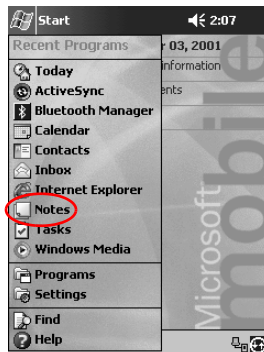 Start 2:07
Recent Programs r 03, 2001
Today
information
ActiveSync
ents
Bluetooth Manager
Calendar
Contacts
Inbox
Internet Explorer
Notes
Tasks
Windows Media
Programs
Settings
Find
Help
Microsoft
mobile